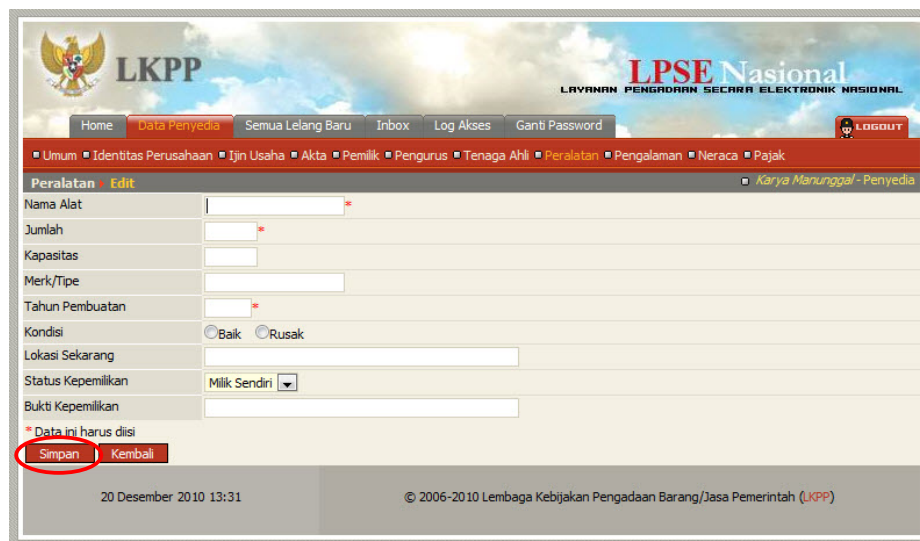 LKPP
LPSE Nasional
LAYANAN PENGADAAN SECARA ELEKTRONIK NASIONAL
Home Data Penyedia Semua Lelang Baru Inbox Log Akses Ganti Password LOGOUT
Umum Identitas Perusahaan Ijin Usaha Akta Pemilik Pengurus Tenaga Ahli Peralatan Pengalaman Neraca Pajak
Peralatan Edit Karya Manunggal - Penyedia
Nama Alat *
Jumlah *
Kapasitas
Merk/Tipe
Tahun Pembuatan *
Kondisi Baik Rusak
Lokasi Sekarang
Status Kepemilikan Milik Sendiri
Bukti Kepemilikan
* Data ini harus diisi
Simpan Kembali
20 Desember 2010 13:31 © 2006-2010 Lembaga Kebijakan Pengadaan Barang/Jasa Pemerintah (LKPP)